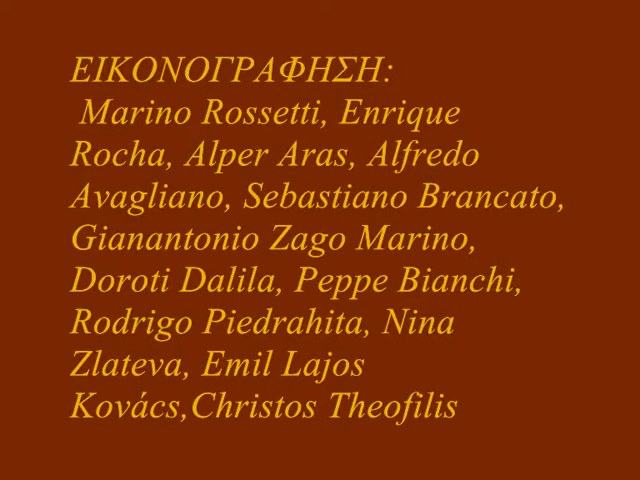 ΕΙΚΟΝΟΓΡΑΦΗΣΗ:
Marino Rossetti, Enrique
Rocha, Alper Aras, Alfredo
Avagliano, Sebastiano Brancato,
Gianantonio Zago Marino,
Doroti Dalila, Peppe Bianchi,
Rodrigo Piedrahita, Nina
Zlateva, Emil Lajos
Kovács,Christos Theofilis